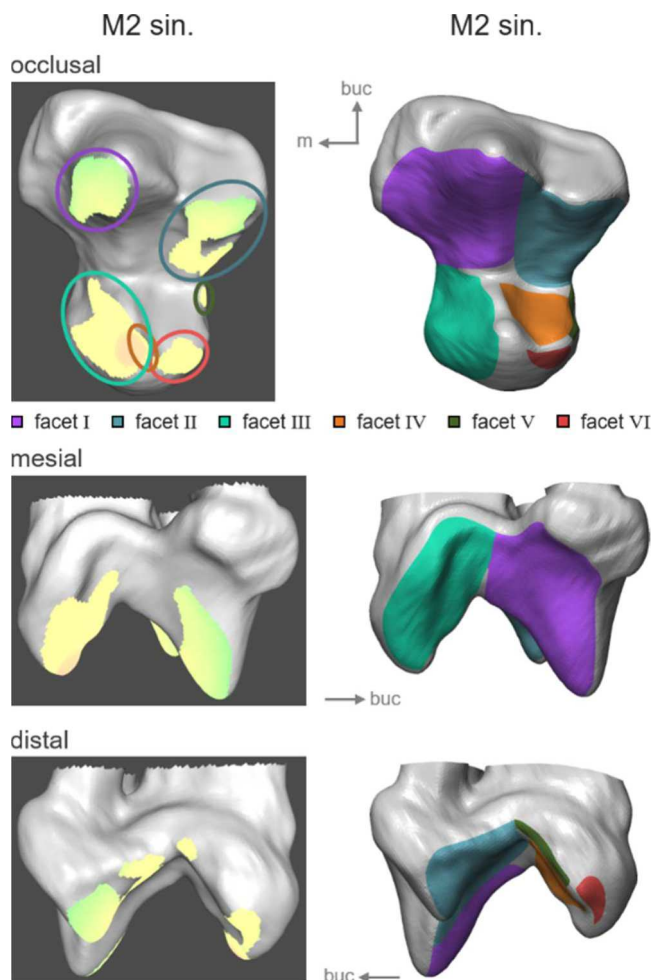 M2 sin. M2 sin.
occlusal
buc
m
facet I facet II facet III facet IV facet V facet VI
mesial
buc
distal
buc